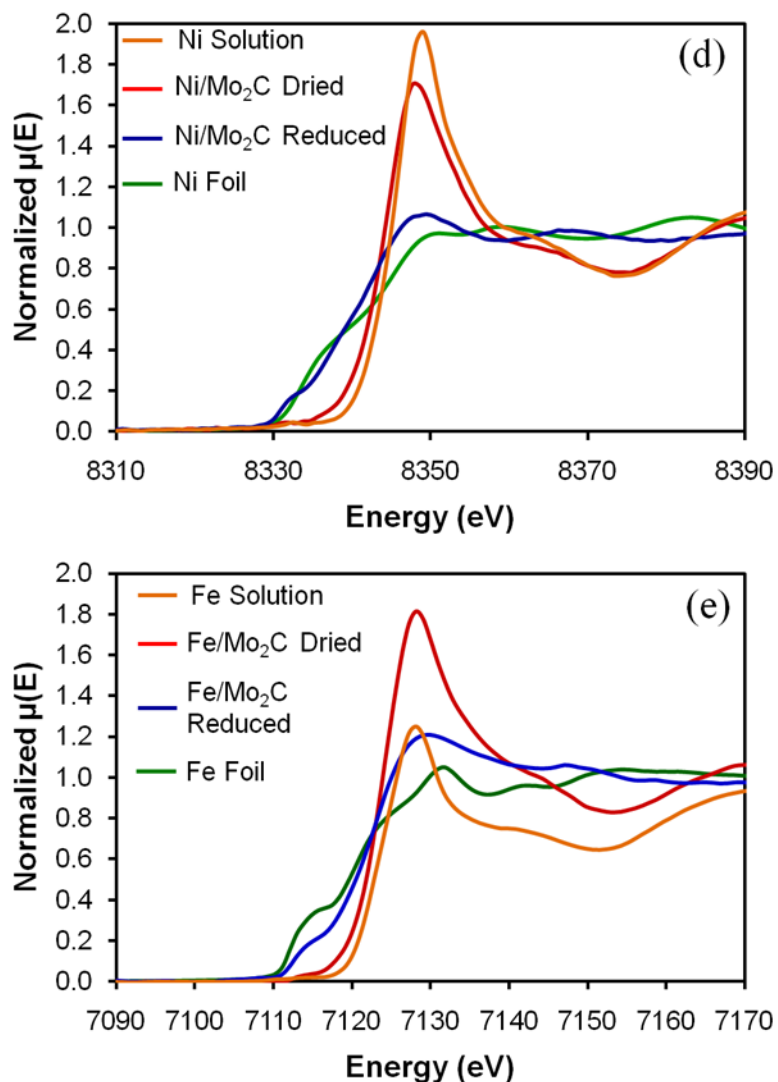 (d)
Normalized µ(E)
2.0
1.8
1.6
1.4
1.2
1.0
0.8
0.6
0.4
0.2
0.0
Ni Solution
Ni/Mo₂C Dried
Ni/Mo₂C Reduced
Ni Foil
8310 8330 8350 8370 8390
Energy (eV)
(e)
Normalized µ(E)
2.0
1.8
1.6
1.4
1.2
1.0
0.8
0.6
0.4
0.2
0.0
Fe Solution
Fe/Mo₂C Dried
Fe/Mo₂C
Reduced
Fe Foil
7090 7100 7110 7120 7130 7140 7150 7160 7170
Energy (eV)